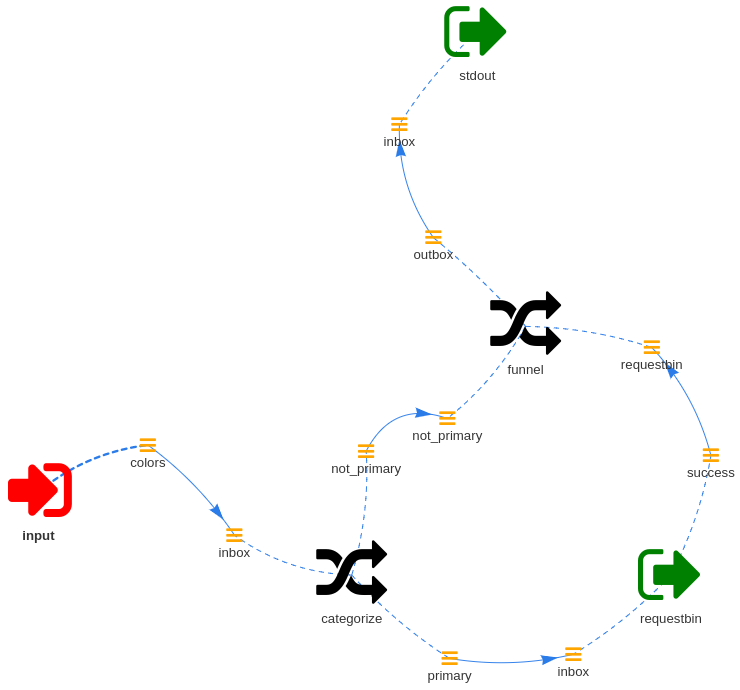 stdout
inbox
outbox
requestbin
funnel
not_primary
colors
not_primary
success
input
inbox
categorize
requestbin
primary
inbox